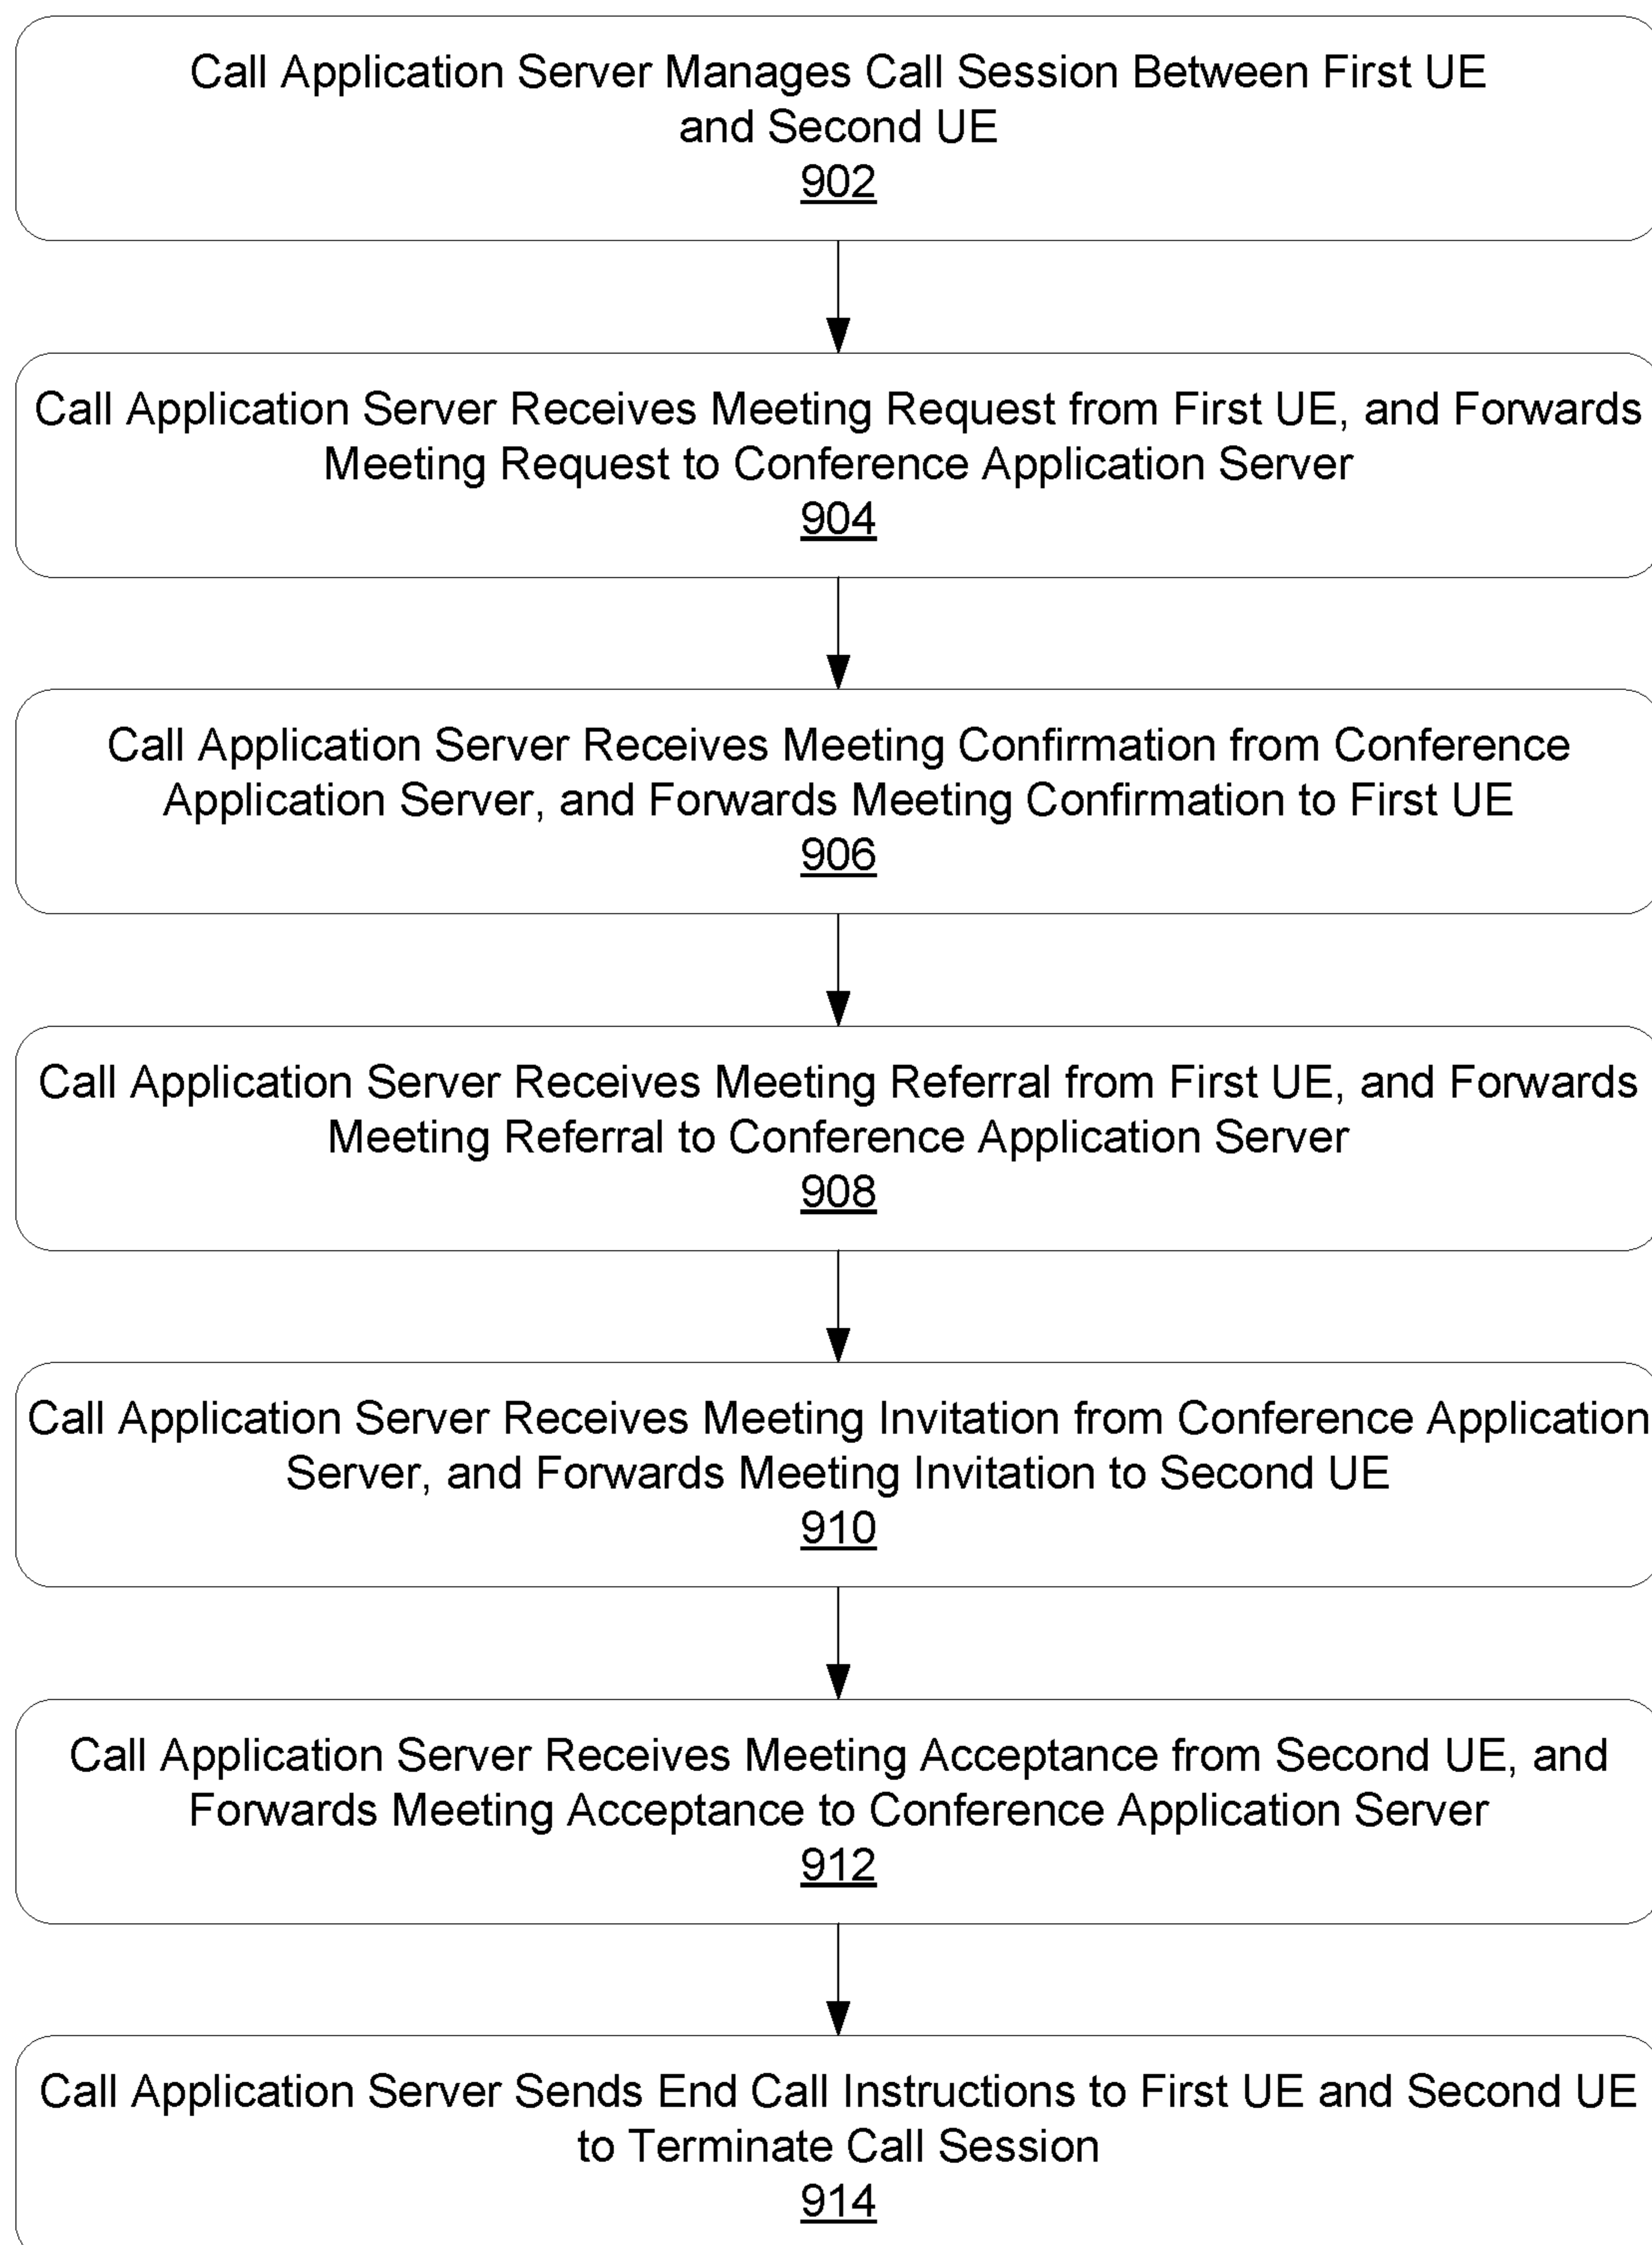 Call Application Server Manages Call Session Between First UE
and Second UE
902
Call Application Server Receives Meeting Request from First UE, and Forwards
Meeting Request to Conference Application Server
904
Call Application Server Receives Meeting Confirmation from Conference
Application Server, and Forwards Meeting Confirmation to First UE
906
Call Application Server Receives Meeting Referral from First UE, and Forwards
Meeting Referral to Conference Application Server
908
Call Application Server Receives Meeting Invitation from Conference Application
Server, and Forwards Meeting Invitation to Second UE
910
Call Application Server Receives Meeting Acceptance from Second UE, and
Forwards Meeting Acceptance to Conference Application Server
912
Call Application Server Sends End Call Instructions to First UE and Second UE
to Terminate Call Session
914